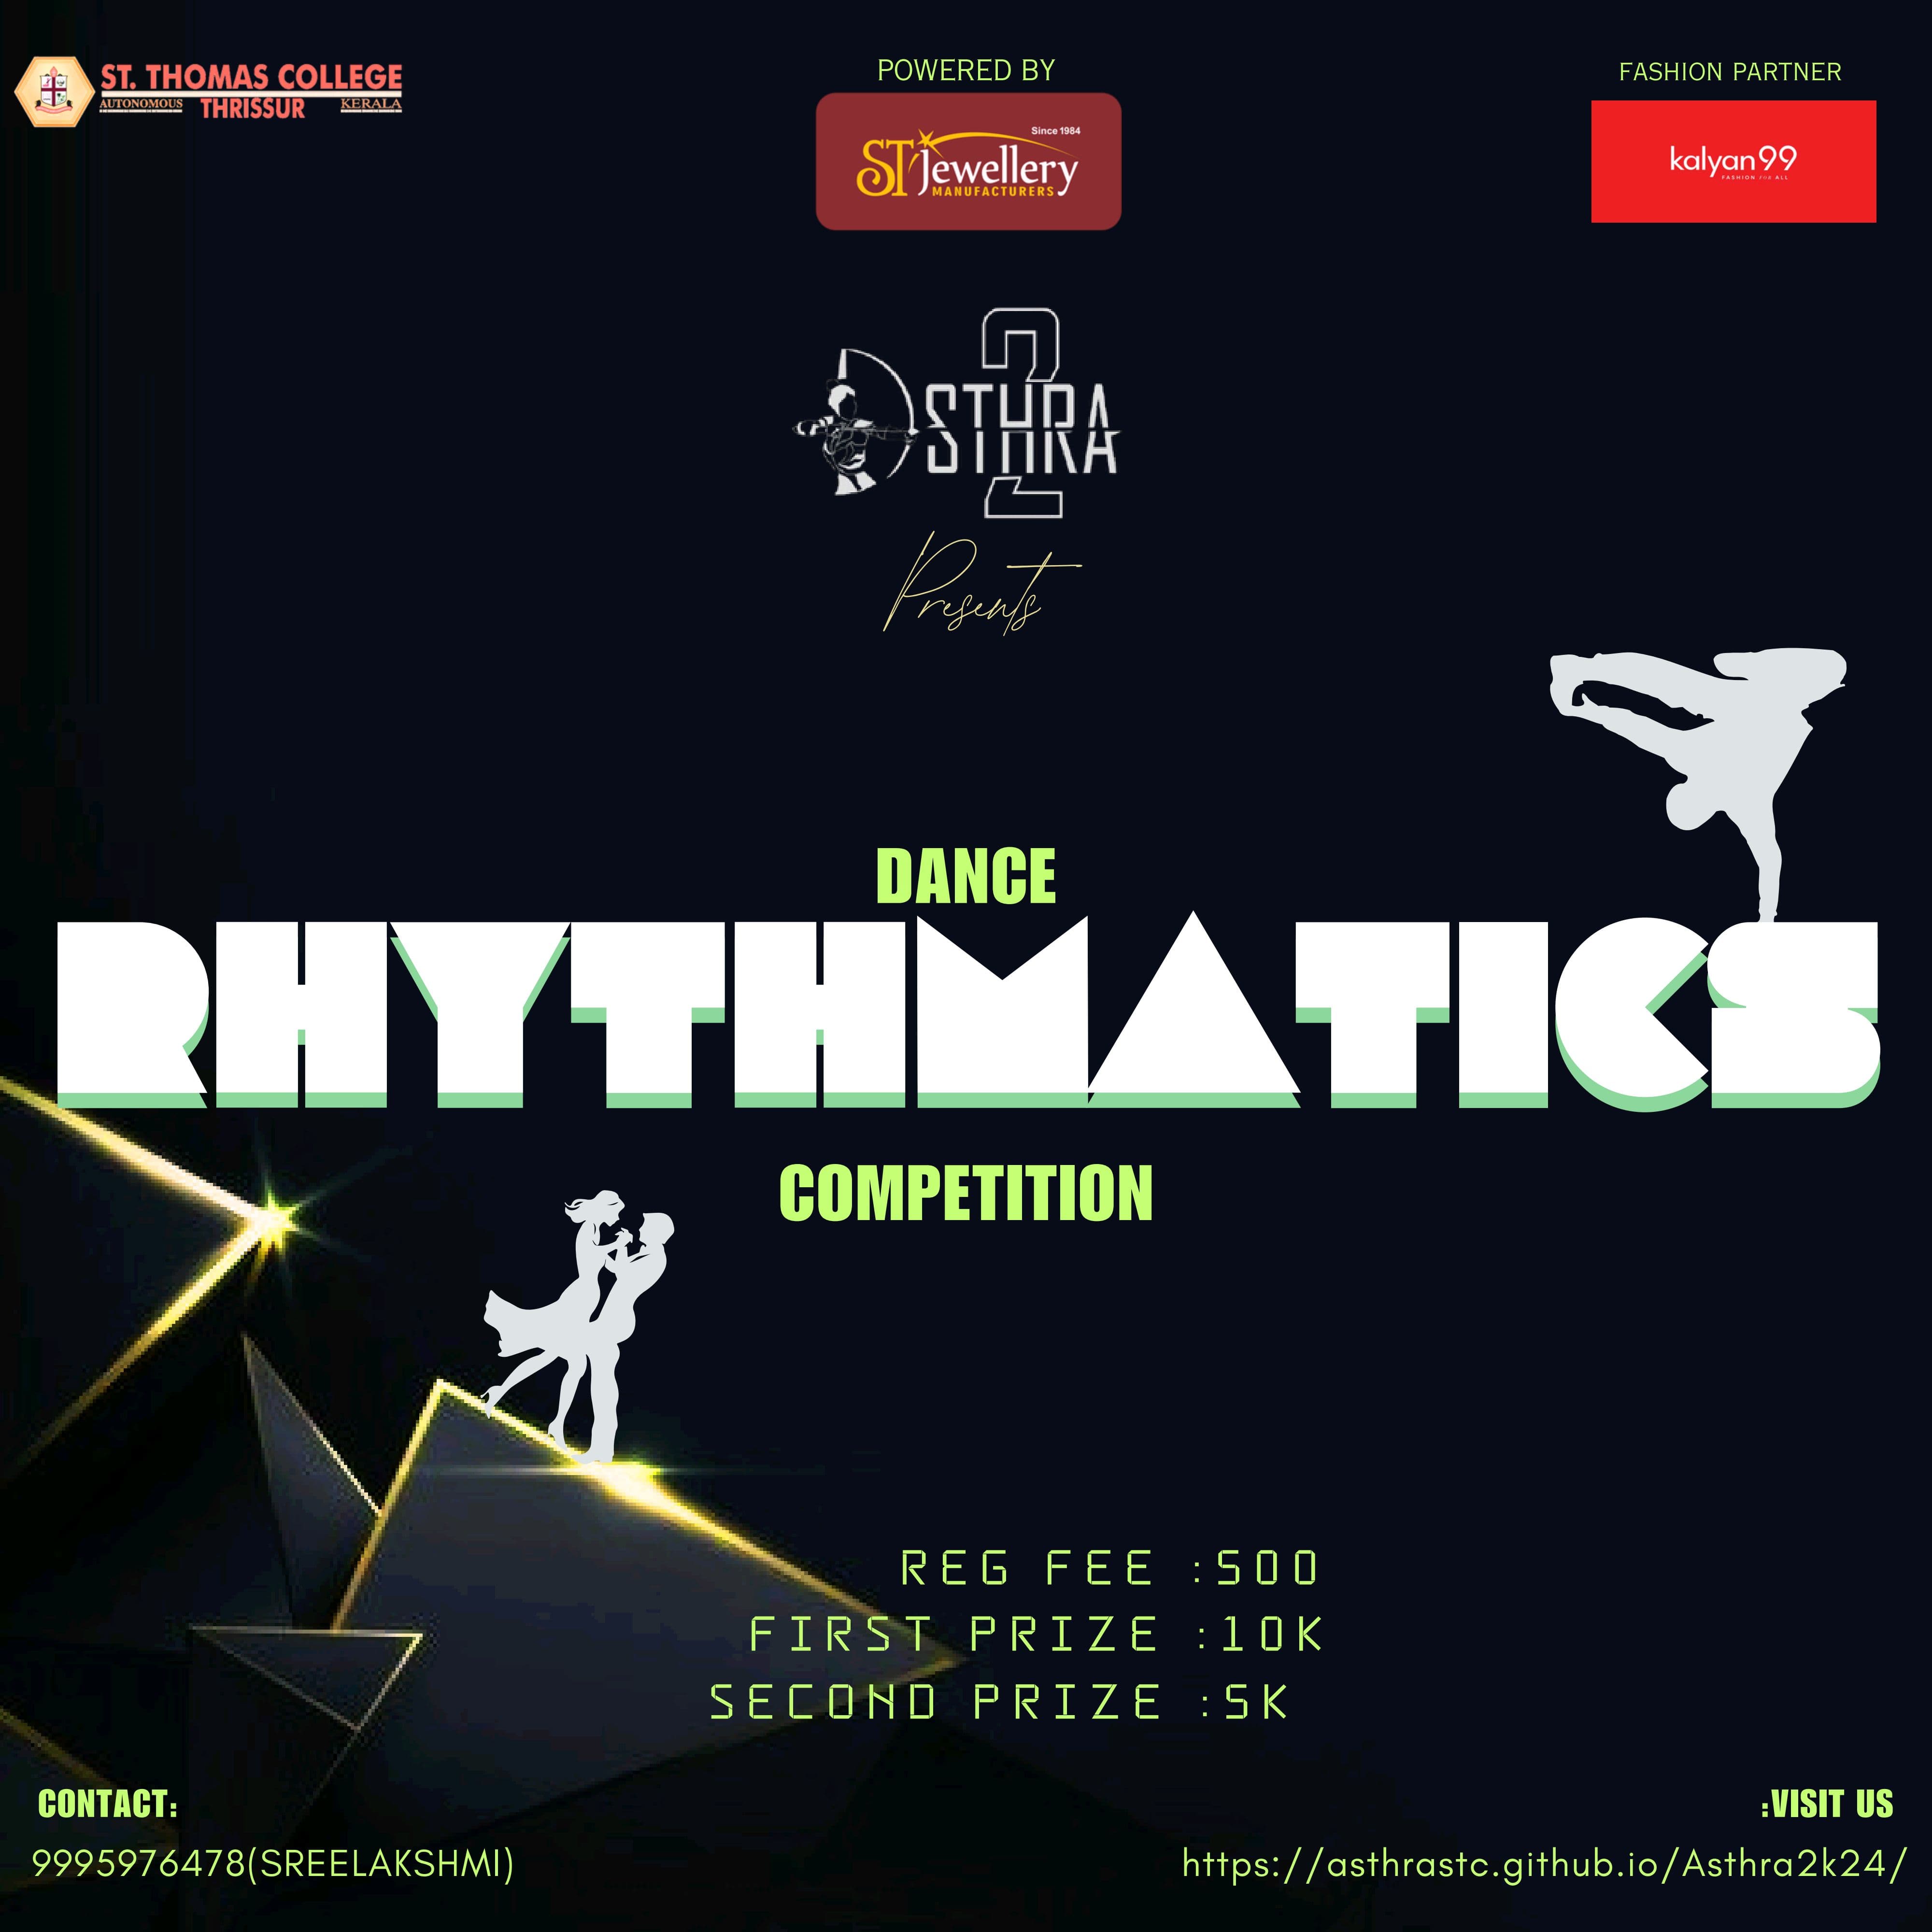 ST. THOMAS COLLEGE
AUTONOMOUS THRISSUR KERALA
POWERED BY
Since 1984
ST Jewellery
MANUFACTURERS
FASHION PARTNER
kalyan99
FASHION FOR ALL
2
STHRA
Presents
DANCE
RHYTHMATICS
COMPETITION
REG FEE :500
FIRST PRIZE :10K
SECOND PRIZE :5K
CONTACT:
9995976478(SREELAKSHMI)
:VISIT US
https://asthrastc.github.io/Asthra2k24/